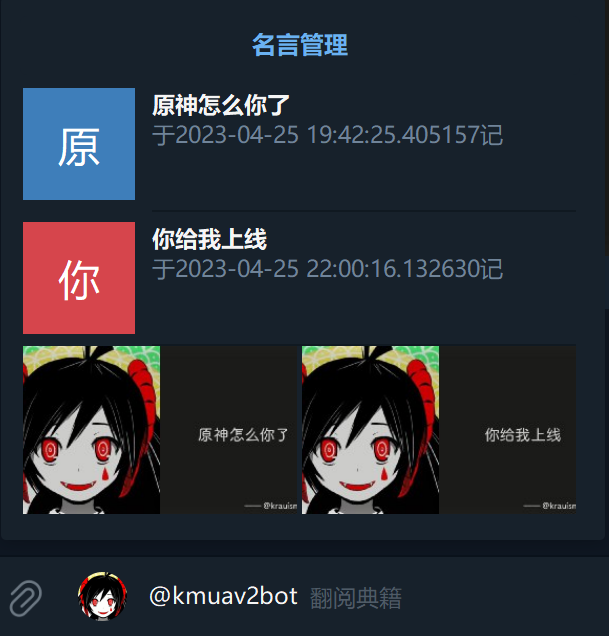 名言管理
原
原神怎么你了
于2023-04-25 19:42:25.405157记
你
你给我上线
于2023-04-25 22:00:16.132630记
原神怎么你了
—— @krauism
你给我上线
—— @krauism
@kmuav2bot 翻阅典籍